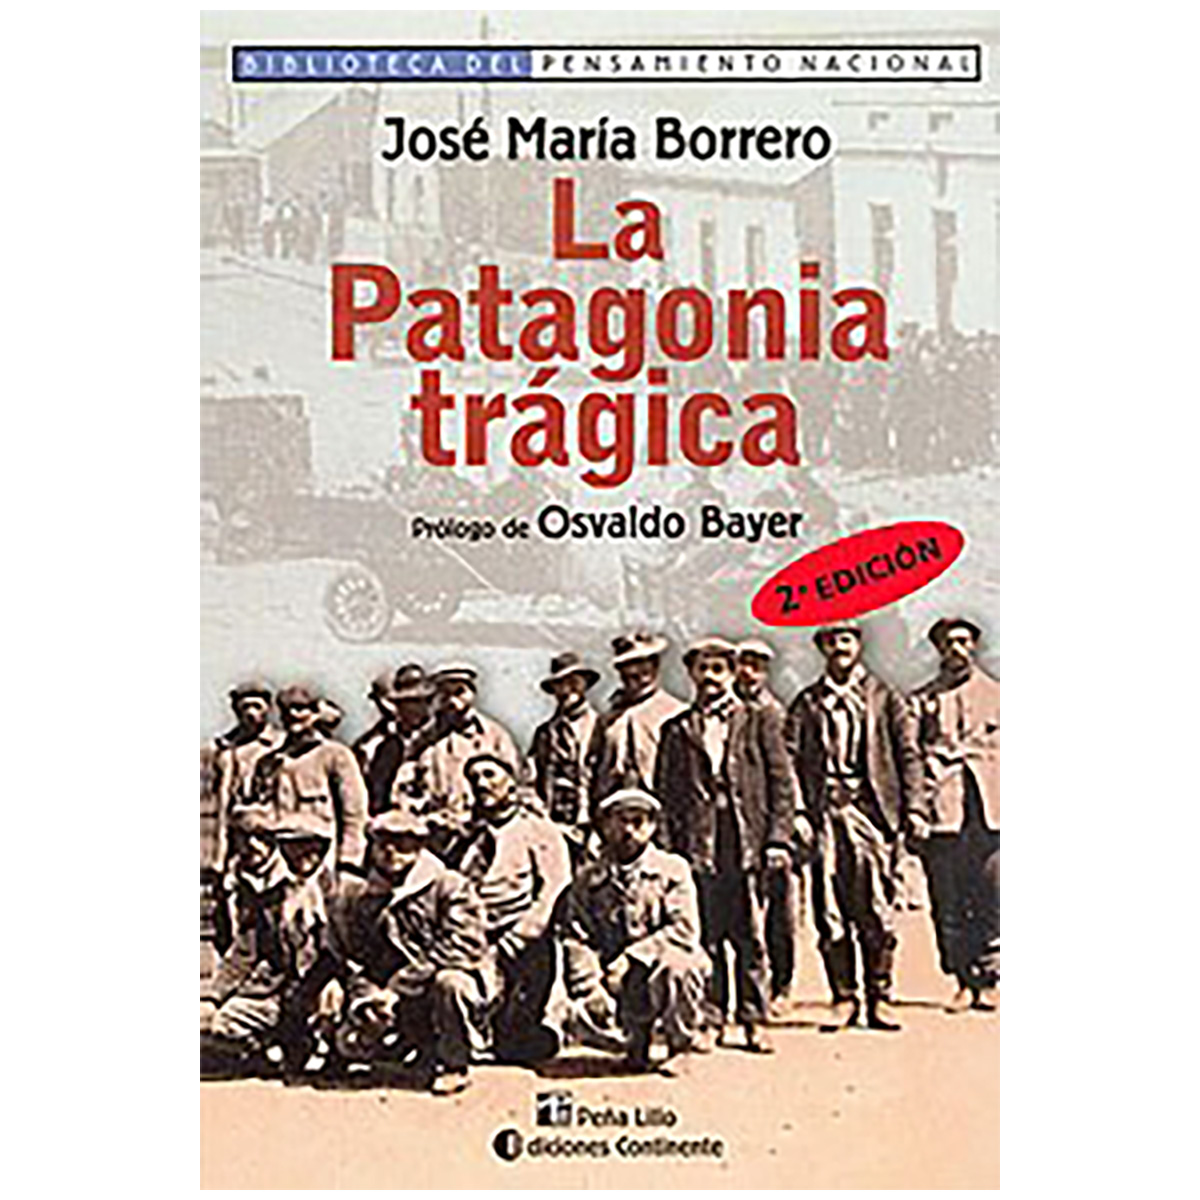 BIBLIOTECA DEL PENSAMIENTO NACIONAL
José María Borrero
La
Patagonia
trágica
Prólogo de Osvaldo Bayer
2ª EDICIÓN
Peña Lillo
Ediciones Continente